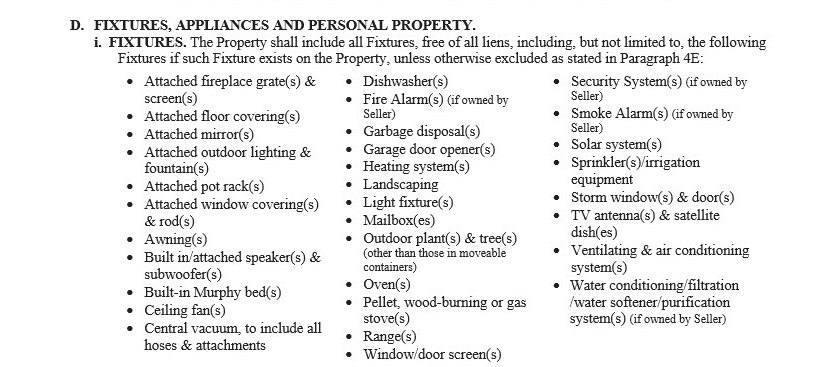 D. FIXTURES, APPLIANCES AND PERSONAL PROPERTY.
i. FIXTURES. The Property shall include all Fixtures, free of all liens, including, but not limited to, the following
Fixtures if such Fixture exists on the Property, unless otherwise excluded as stated in Paragraph 4E:
• Attached fireplace grate(s) &
screen(s)
• Attached floor covering(s)
• Attached mirror(s)
• Attached outdoor lighting &
fountain(s)
• Attached pot rack(s)
• Attached window covering(s)
& rod(s)
• Awning(s)
• Built in/attached speaker(s) &
subwoofer(s)
• Built-in Murphy bed(s)
• Ceiling fan(s)
• Central vacuum, to include all
hoses & attachments
• Dishwasher(s)
• Fire Alarm(s) (if owned by
Seller)
• Garbage disposal(s)
• Garage door opener(s)
• Heating system(s)
• Landscaping
• Light fixture(s)
• Mailbox(es)
• Outdoor plant(s) & tree(s)
(other than those in moveable
containers)
• Oven(s)
• Pellet, wood-burning or gas
stove(s)
• Range(s)
• Window/door screen(s)
• Security System(s) (if owned by
Seller)
• Smoke Alarm(s) (if owned by
Seller)
• Solar system(s)
• Sprinkler(s)/irrigation
equipment
• Storm window(s) & door(s)
• TV antenna(s) & satellite
dish(es)
• Ventilating & air conditioning
system(s)
• Water conditioning/filtration
/water softener/purification
system(s) (if owned by Seller)